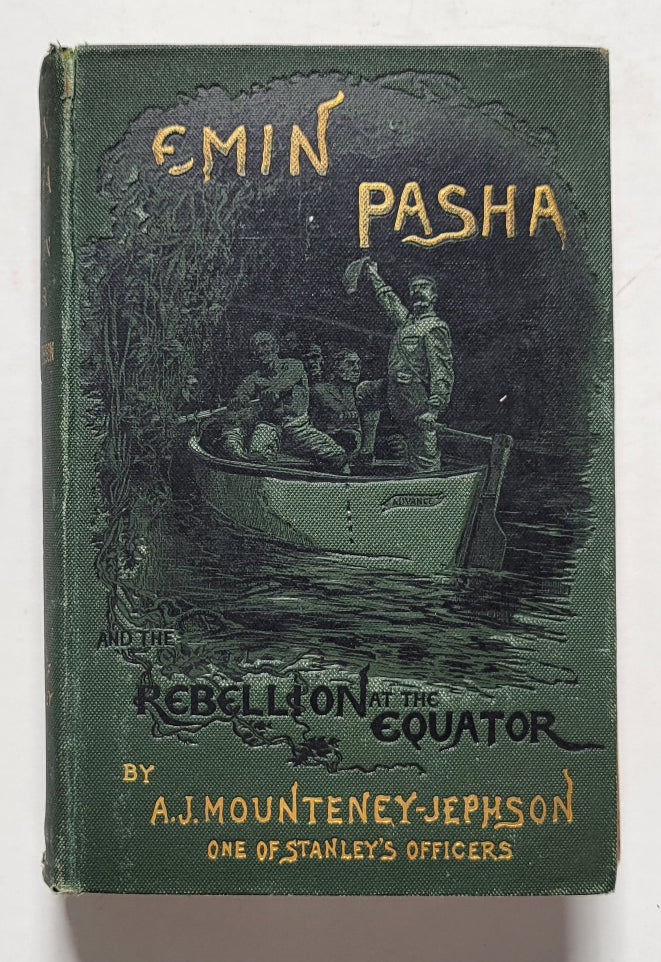 EMIN
PASHA
ADVANCE
AND THE
REBELLION AT THE
EQUATOR
BY
A.J. MOUNTENEY-JEPHSON
ONE OF STANLEY'S OFFICERS